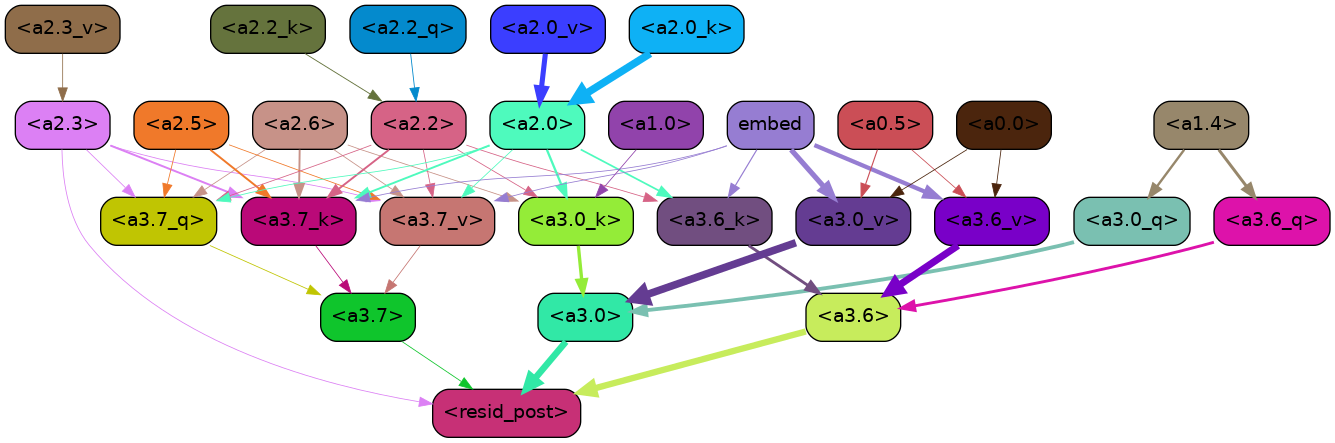 <a2.3_v> <a2.2_k> <a2.2_q> <a2.0_v> <a2.0_k>
<a2.3> <a2.5> <a2.6> <a2.2> <a2.0> <a1.0> embed <a0.5> <a0.0> <a1.4>
<a3.7_q> <a3.7_k> <a3.7_v> <a3.0_k> <a3.6_k> <a3.0_v> <a3.6_v> <a3.0_q> <a3.6_q>
<a3.7> <a3.0> <a3.6>
<resid_post>